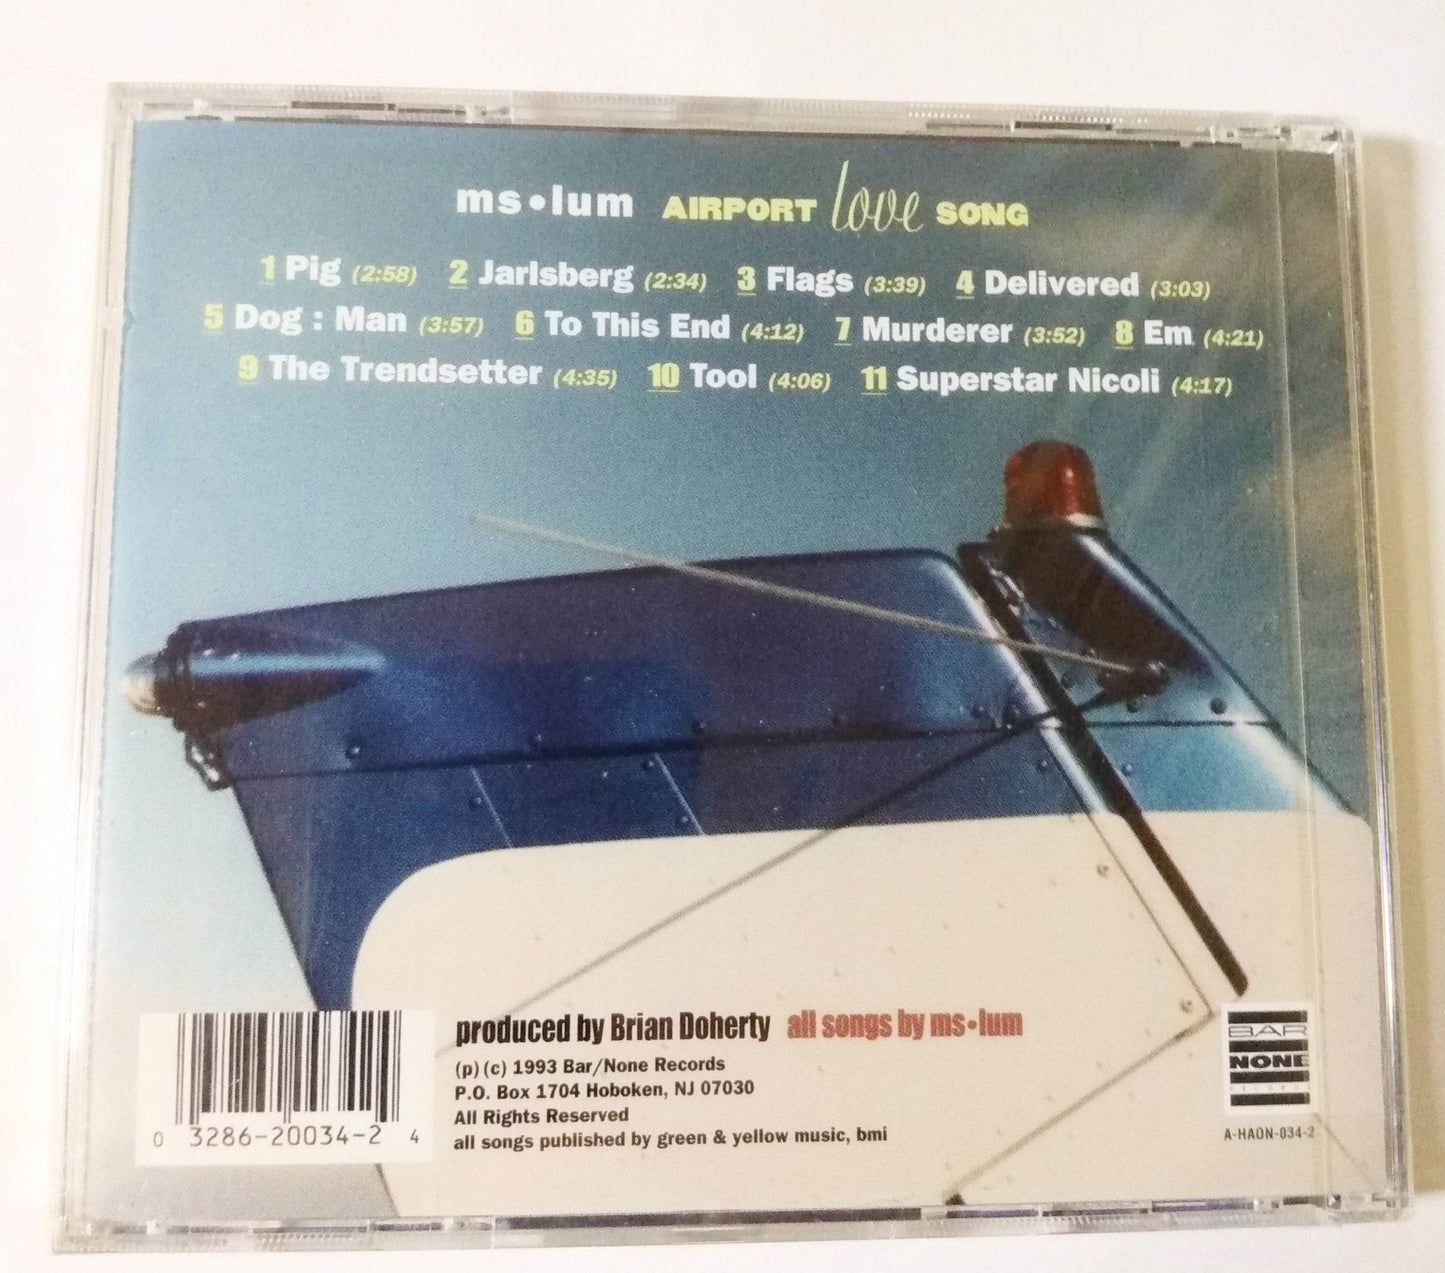 ms•lum AIRPORT love SONG
1 Pig (2:58) 2 Jarlsberg (2:34) 3 Flags (3:39) 4 Delivered (3:03)
5 Dog : Man (3:57) 6 To This End (4:12) 7 Murderer (3:52) 8 Em (4:21)
9 The Trendsetter (4:35) 10 Tool (4:06) 11 Superstar Nicoli (4:17)
produced by Brian Doherty all songs by ms•lum
(p) (c) 1993 Bar/None Records
P.O. Box 1704 Hoboken, NJ 07030
All Rights Reserved
all songs published by green & yellow music, bmi
0 3286-20034-2 4
BAR
NONE
A-HAON-034-2